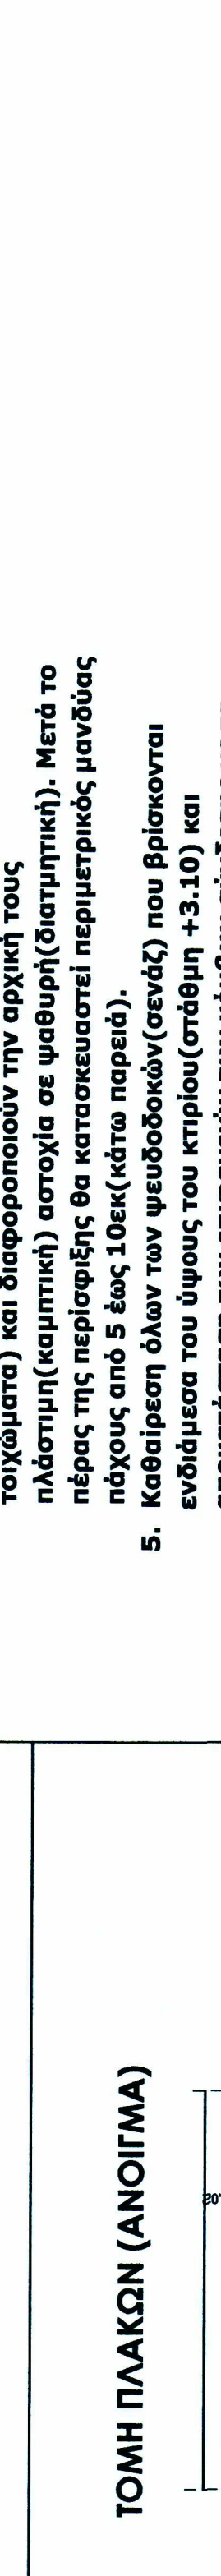 τοιχώματα) και διαφοροποιούν την αρχική τους
πλάστιμη(καμπτική) αστοχία σε ψαθυρή(διατμητική). Μετά το
πέρας της περίσφιξης θα κατασκευαστεί περιμετρικός μανδύας
πάχους από 5 έως 10εκ(κάτω παρειά).
5. Καθαίρεση όλων των ψευδοδοκών(σενάζ) που βρίσκονται
ενδιάμεσα του ύψους του κτιρίου(στάθμη +3.10) και
ΤΟΜΗ ΠΛΑΚΩΝ (ΑΝΟΙΓΜΑ)